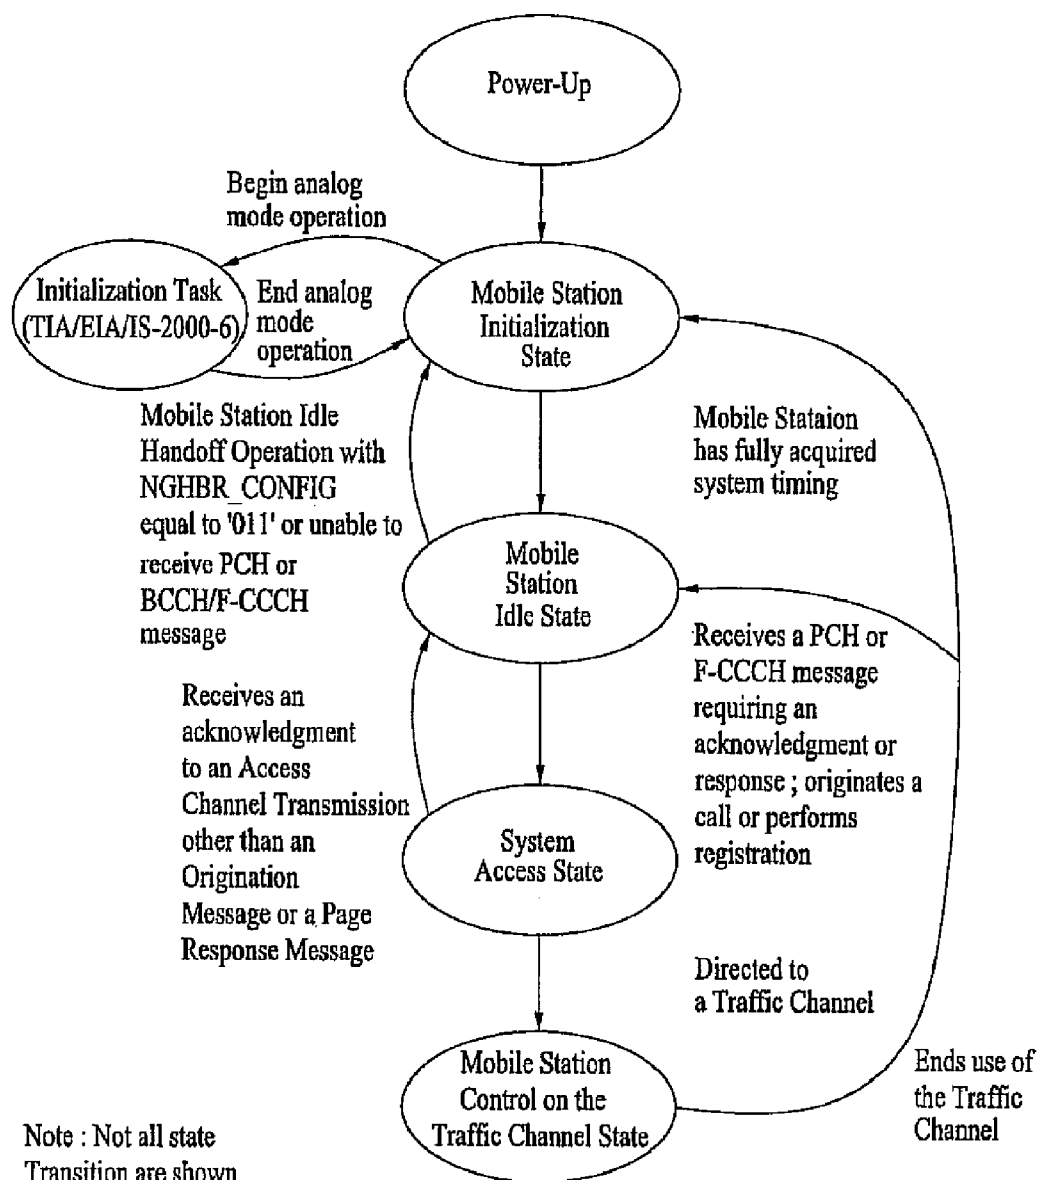 Power-Up
Begin analog
mode operation
Initialization Task
(TIA/EIA/IS-2000-6)
End analog
mode
operation
Mobile Station
Initialization
State
Mobile Station Idle
Handoff Operation with
NGHBR_CONFIG
equal to '011' or unable to
receive PCH or
BCCH/F-CCCH
message
Mobile Stataion
has fully acquired
system timing
Mobile
Station
Idle State
Receives an
acknowledgment
to an Access
Channel Transmission
other than an
Origination
Message or a Page
Response Message
Receives a PCH or
F-CCCH message
requiring an
acknowledgment or
response ; originates a
call or performs
registration
System
Access State
Directed to
a Traffic Channel
Mobile Station
Control on the
Traffic Channel State
Ends use of
the Traffic
Channel
Note : Not all state
Transition are shown